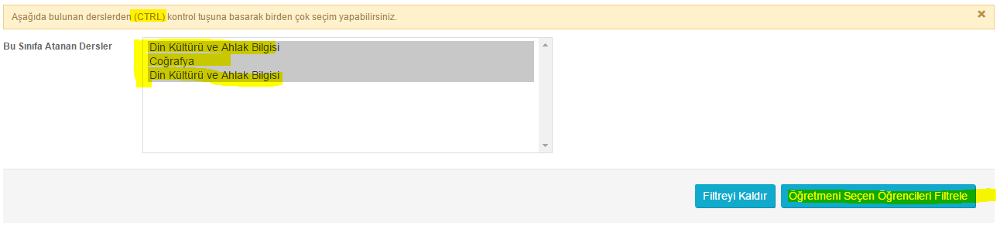 Aşağıda bulunan derslerden (CTRL) kontrol tuşuna basarak birden çok seçim yapabilirsiniz.
Bu Sınıfa Atanan Dersler
Din Kültürü ve Ahlak Bilgisi
Coğrafya
Din Kültürü ve Ahlak Bilgisi
Filtreyi Kaldır
Öğretmeni Seçen Öğrencileri Filtrele